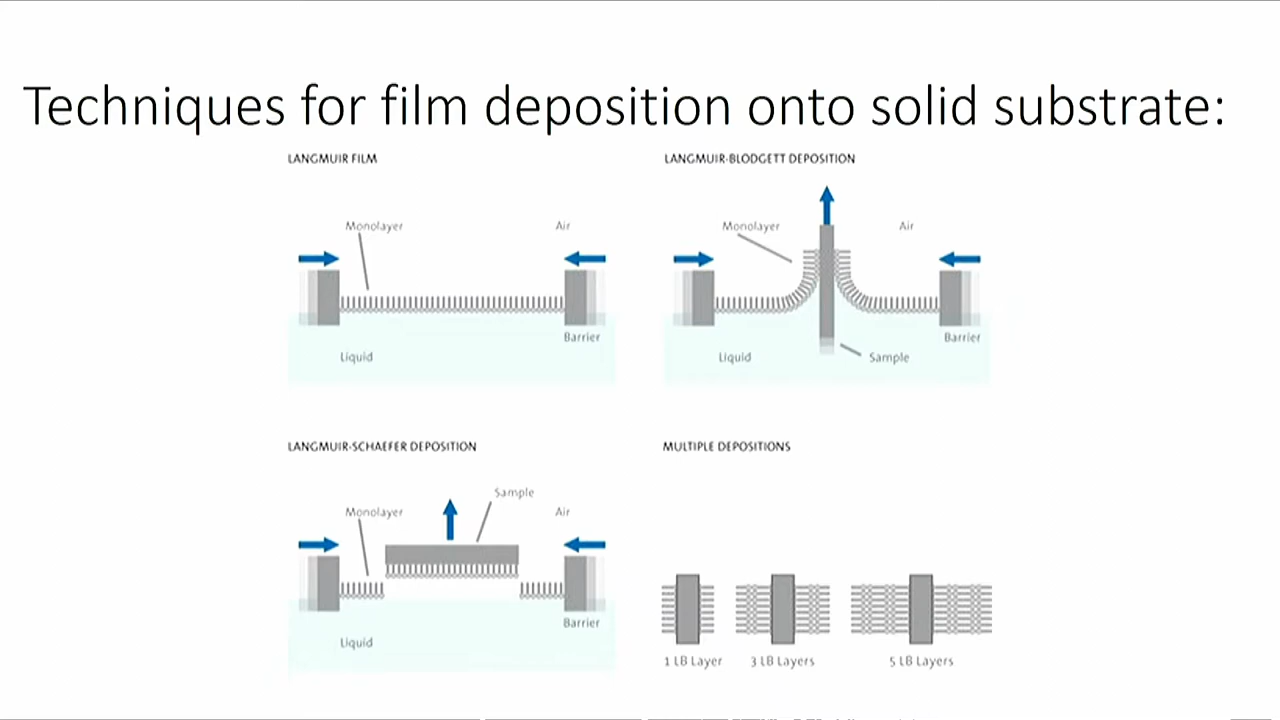 Techniques for film deposition onto solid substrate:
LANGMUIR FILM
Monolayer
Air
Barrier
Liquid
LANGMUIR-BLODGETT DEPOSITION
Monolayer
Air
Barrier
Liquid
Sample
LANGMUIR-SCHAEFER DEPOSITION
Sample
Monolayer
Air
Barrier
Liquid
MULTIPLE DEPOSITIONS
1 LB Layer
3 LB Layers
5 LB Layers